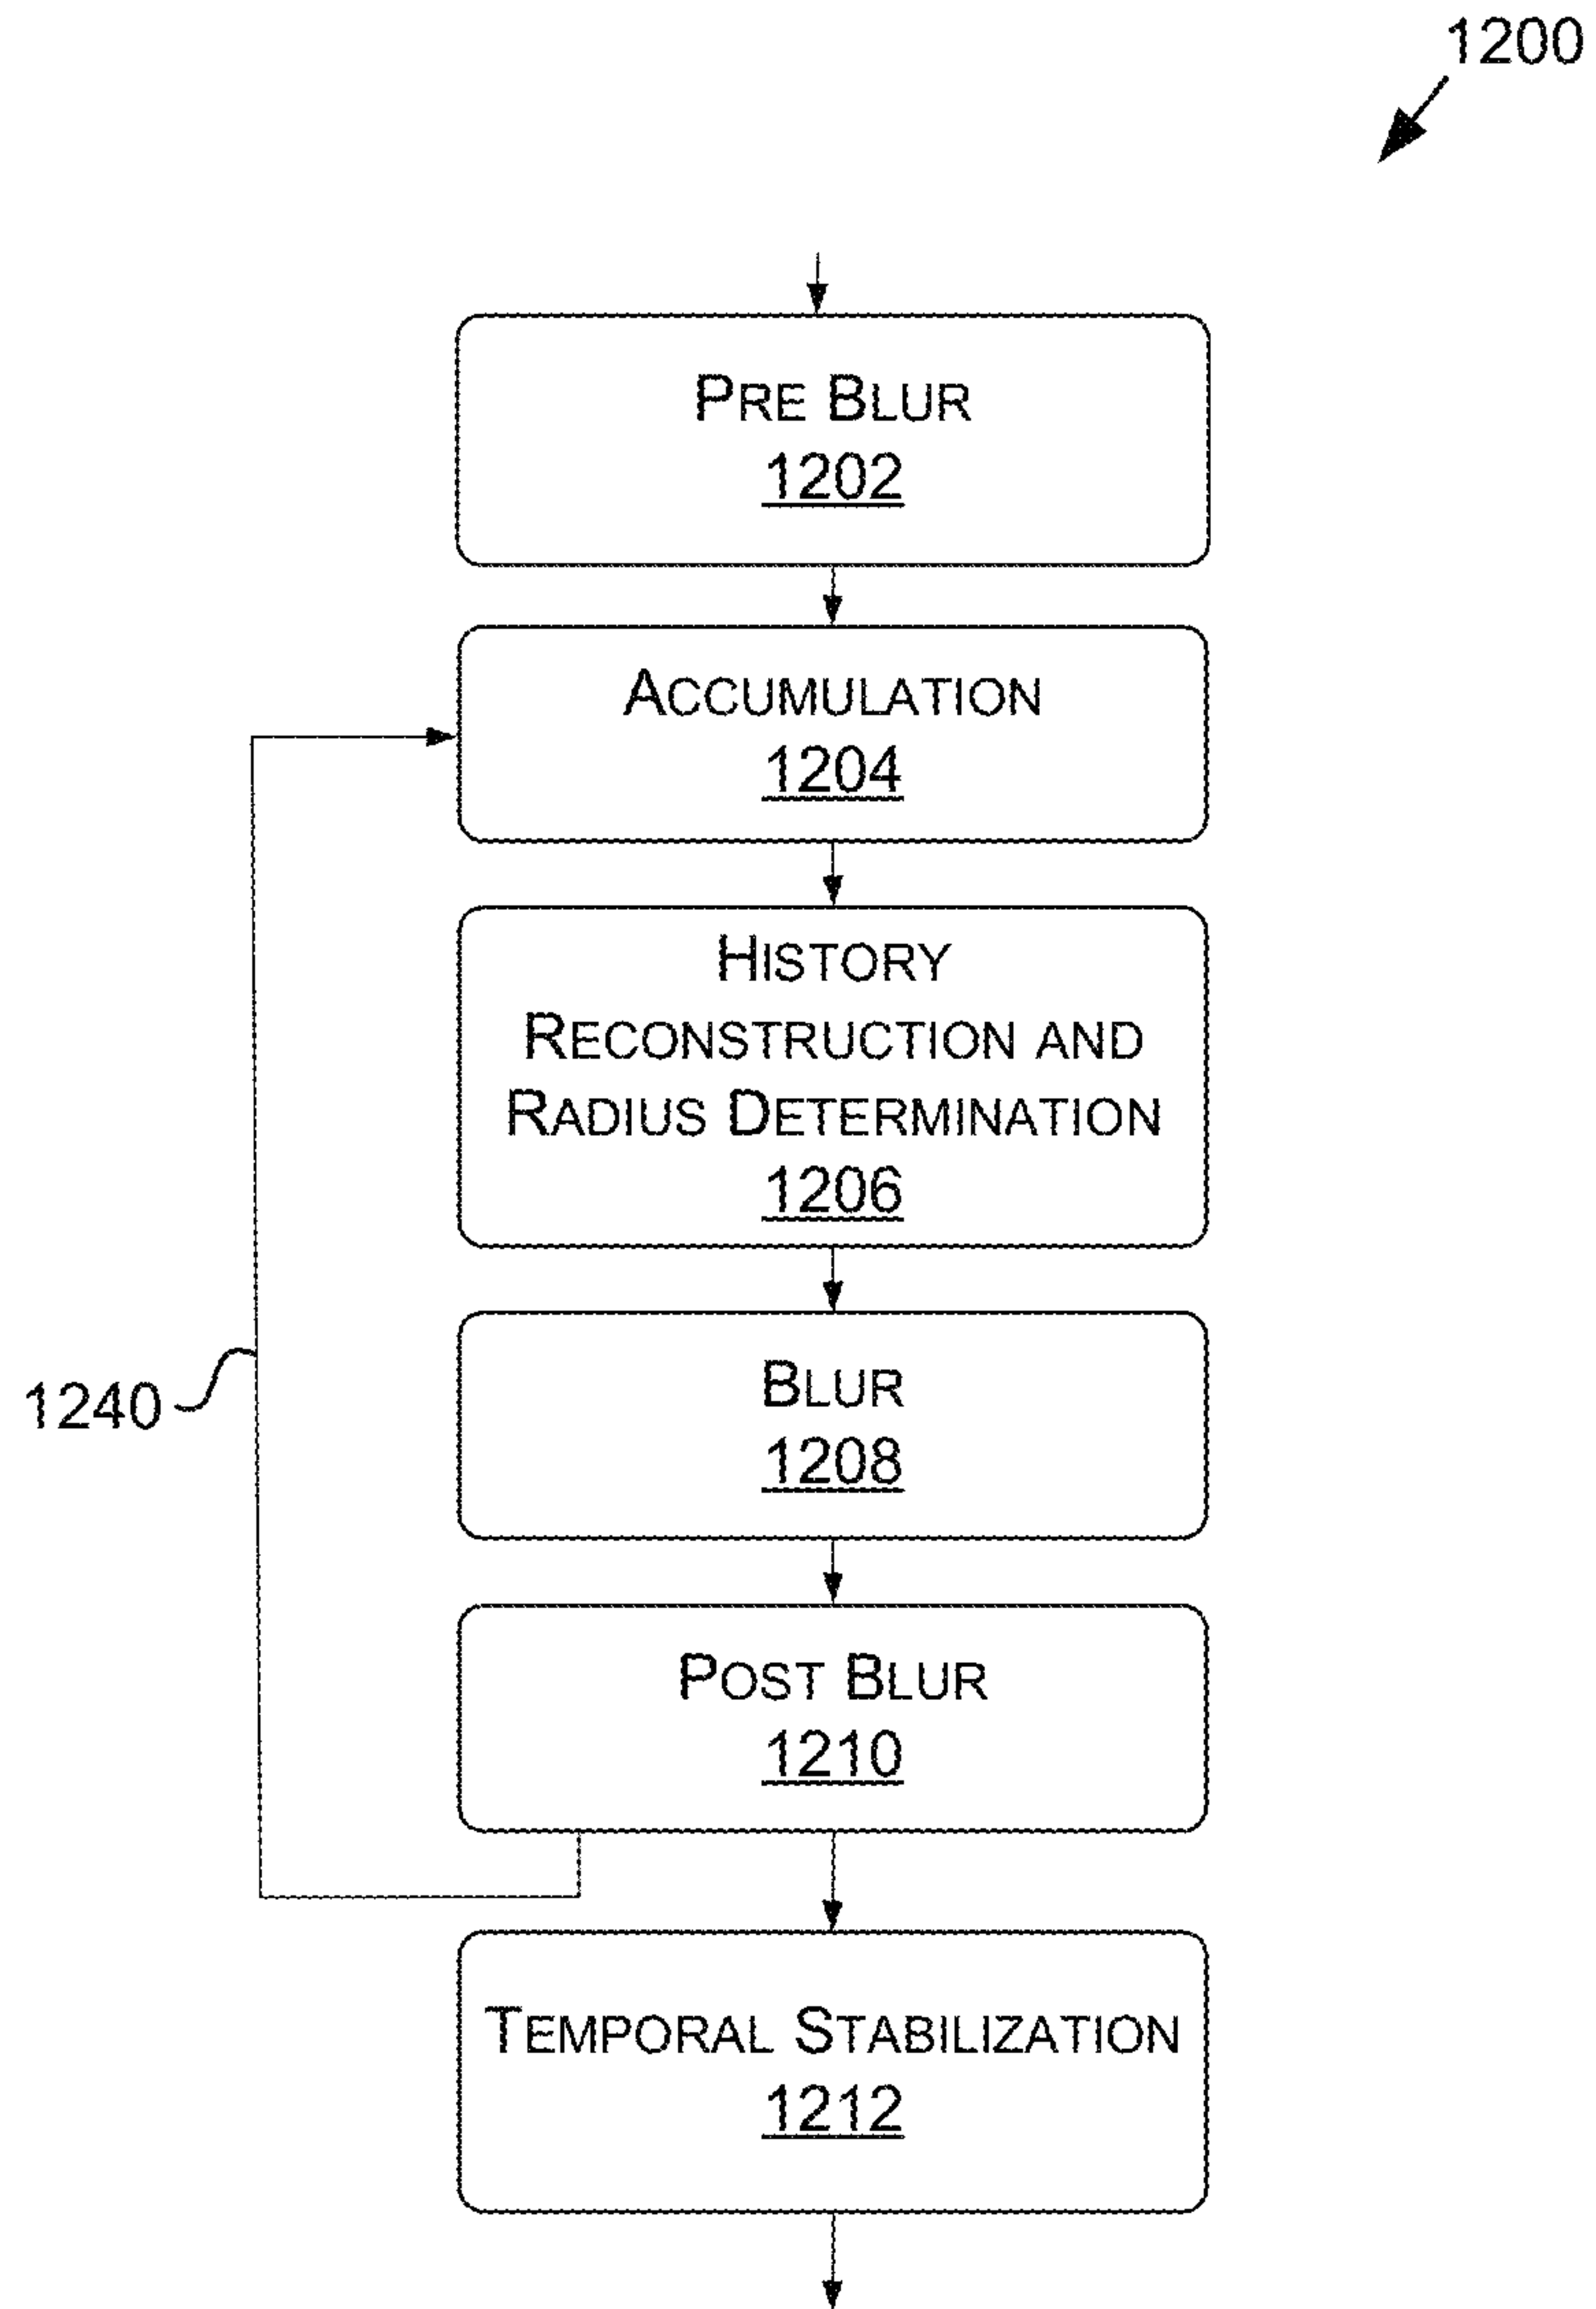 1200
PRE BLUR
1202
ACCUMULATION
1204
HISTORY
RECONSTRUCTION AND
RADIUS DETERMINATION
1206
BLUR
1208
1240
POST BLUR
1210
TEMPORAL STABILIZATION
1212